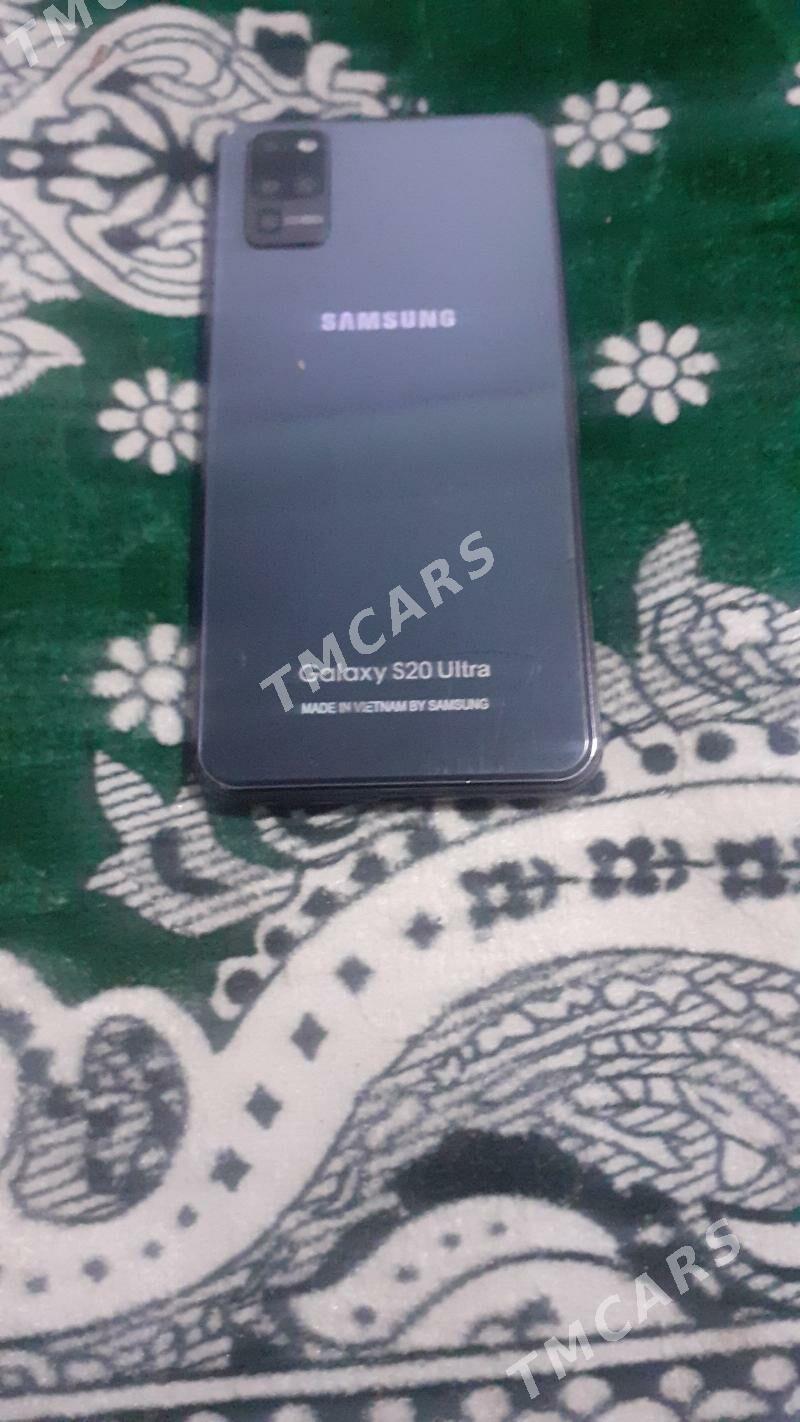 TMCARS
SAMSUNG
TMCARS
Galaxy S20 Ultra
MADE IN VIETNAM BY SAMSUNG
TMCARS